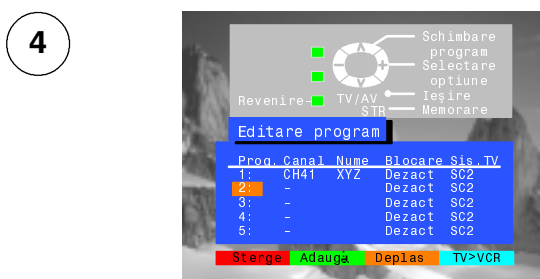 4
Schimbare
program
Selectare
optiune
Revenire TV/AV Ieşire
STR Memorare
Editare program
Prog. Canal Nume Blocare Sis.TV
1: CH41 XYZ Dezact SC2
2: - Dezact SC2
3: - Dezact SC2
4: - Dezact SC2
5: - Dezact SC2
Sterge Adaugă Deplas TV>VCR